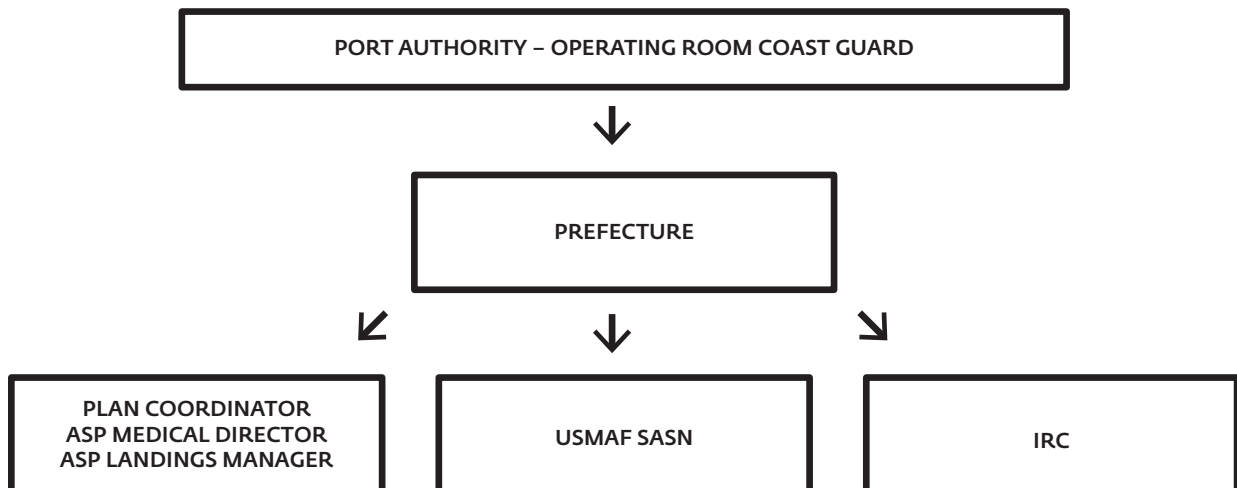 PORT AUTHORITY – OPERATING ROOM COAST GUARD
PREFECTURE
PLAN COORDINATOR
ASP MEDICAL DIRECTOR
ASP LANDINGS MANAGER
USMAF SASN
IRC